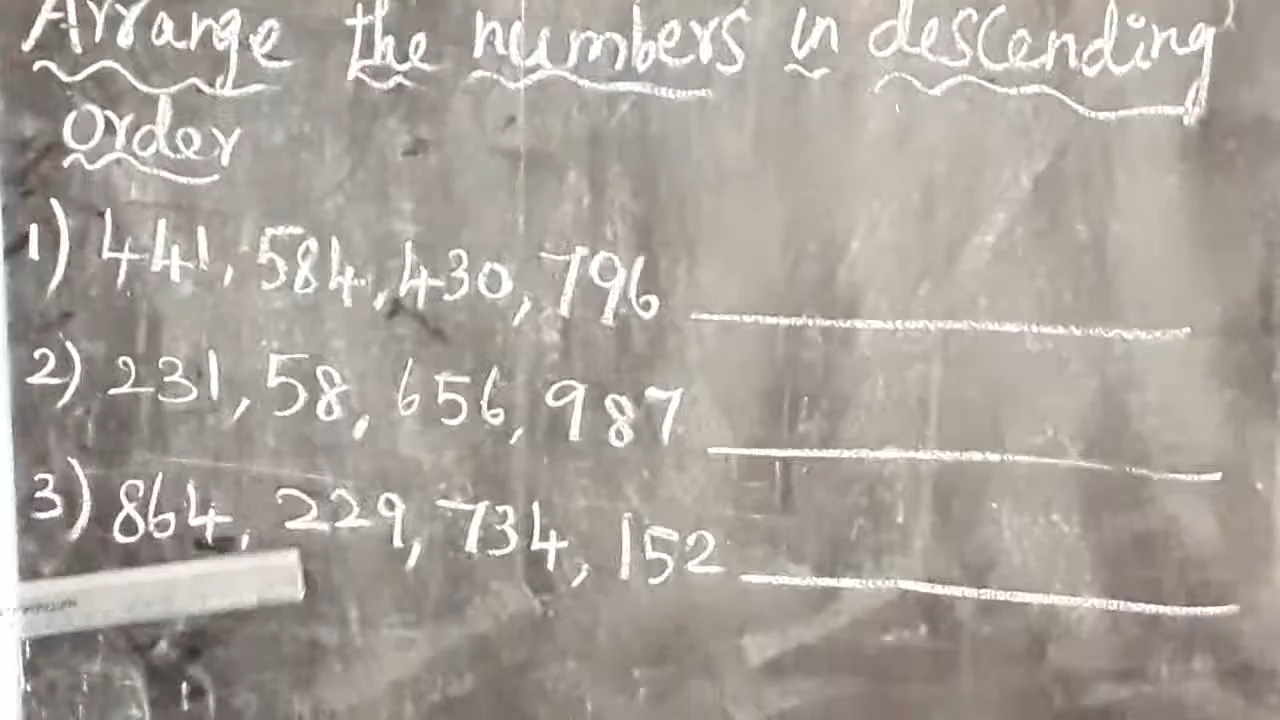 Arrange the numbers in descending
order
1) 441, 584, 430, 796
2) 231, 58, 656, 987
3) 864, 229, 734, 152